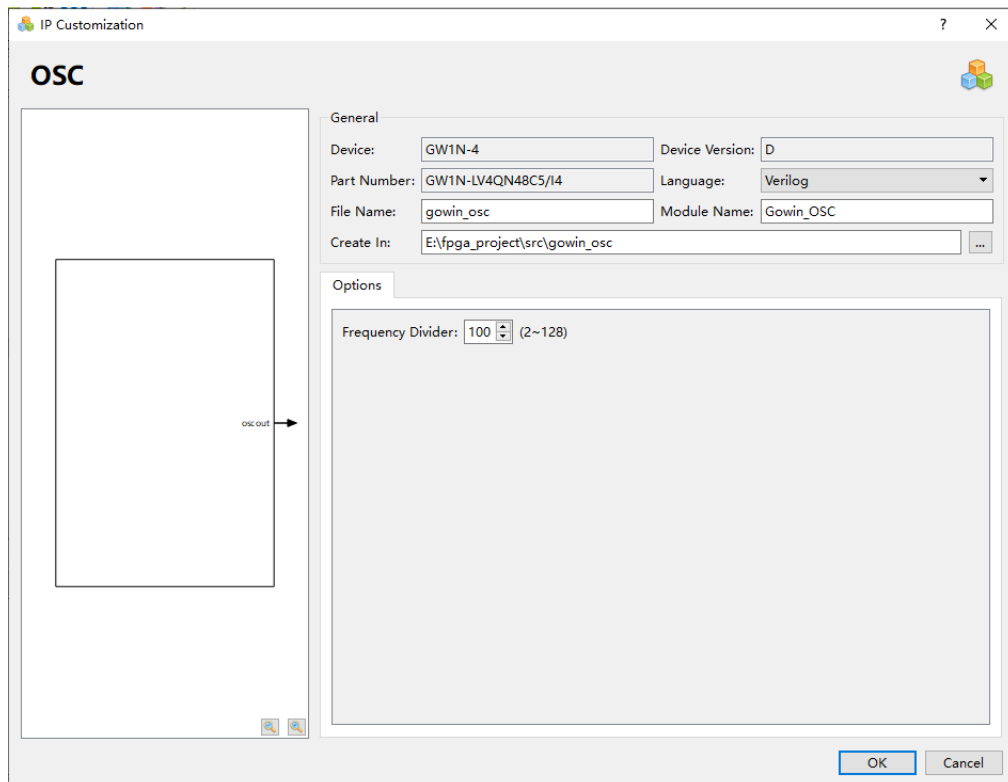 IP Customization
OSC
General
Device: GW1N-4 Device Version: D
Part Number: GW1N-LV4QN48C5/I4 Language: Verilog
File Name: gowin_osc Module Name: Gowin_OSC
Create In: E:\fpga_project\src\gowin_osc ...
Options
Frequency Divider: 100 (2~128)
oscout
OK Cancel